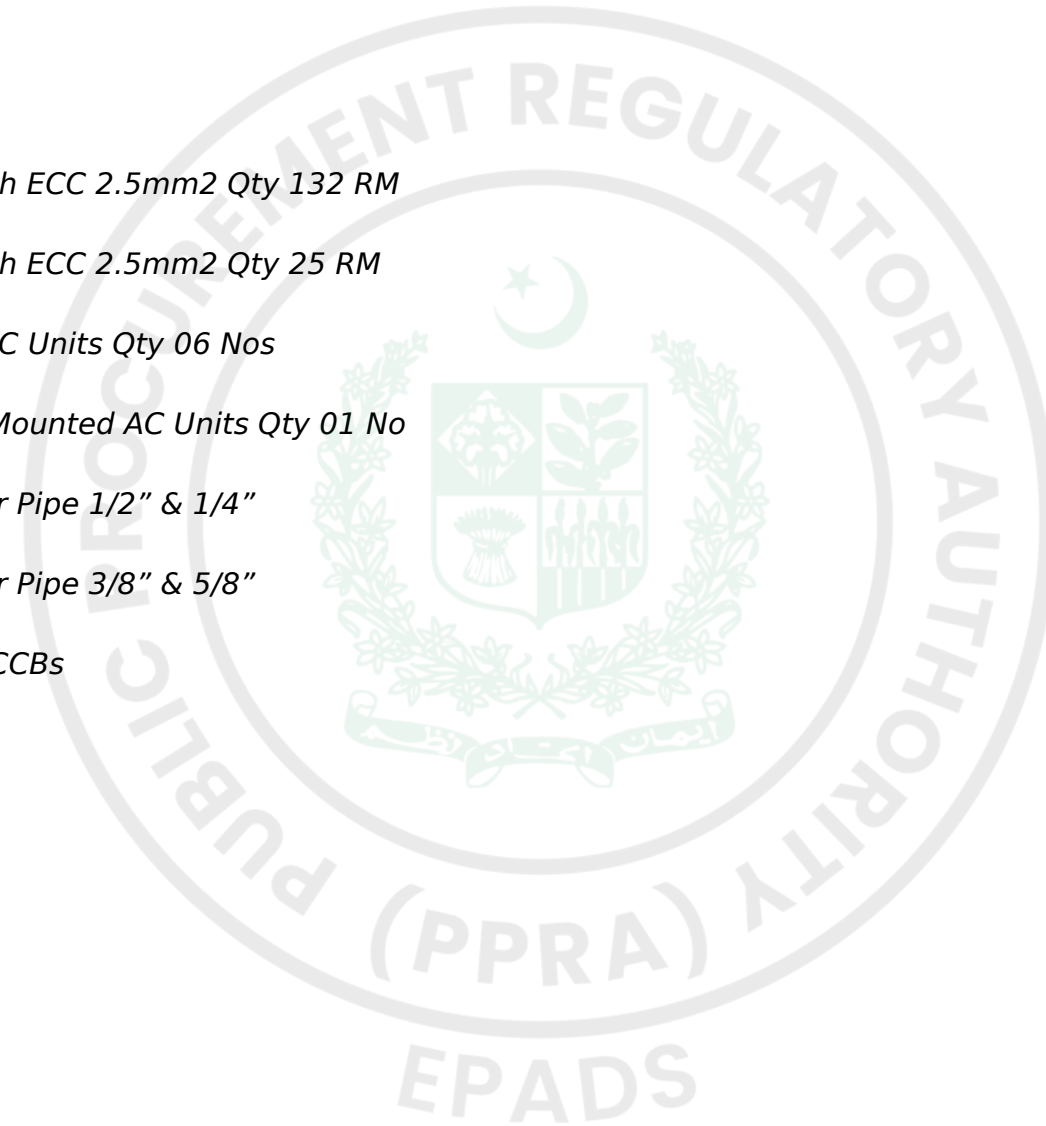 h ECC 2.5mm2 Qty 132 RM
h ECC 2.5mm2 Qty 25 RM
C Units Qty 06 Nos
Mounted AC Units Qty 01 No
r Pipe 1/2” & 1/4”
r Pipe 3/8” & 5/8”
CCBs
PUBLIC PROCUREMENT REGULATORY AUTHORITY
(PPRA)
EPADS